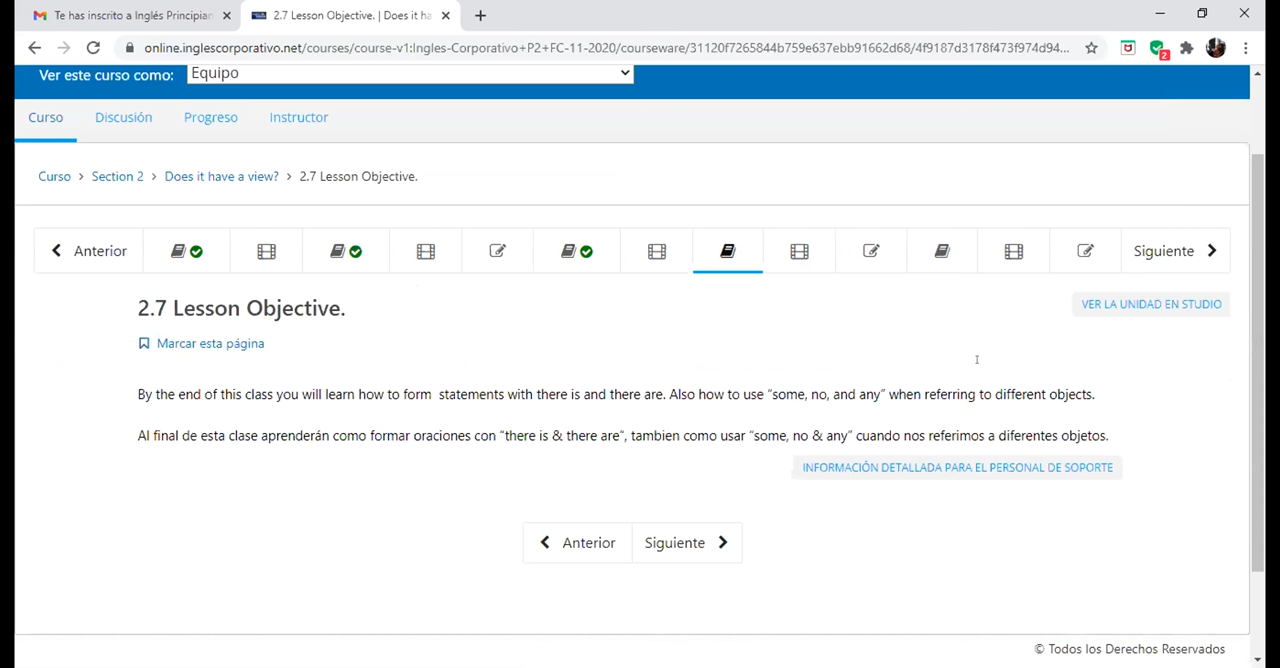 Te has inscrito a Inglés Principian
2.7 Lesson Objective. | Does it ha
online.inglescorporativo.net/courses/course-v1:Ingles-Corporativo+P2+FC-11-2020/courseware/31120f7265844b759e637ebb91662d68/4f9187d3178f473f974d94...
2
Ver este curso como: Equipo
Curso Discusión Progreso Instructor
Curso > Section 2 > Does it have a view? > 2.7 Lesson Objective.
Anterior Siguiente
2.7 Lesson Objective.
VER LA UNIDAD EN STUDIO
Marcar esta página
By the end of this class you will learn how to form statements with there is and there are. Also how to use “some, no, and any” when referring to different objects.
Al final de esta clase aprenderán como formar oraciones con “there is & there are”, tambien como usar “some, no & any” cuando nos referimos a diferentes objetos.
INFORMACIÓN DETALLADA PARA EL PERSONAL DE SOPORTE
Anterior Siguiente
© Todos los Derechos Reservados